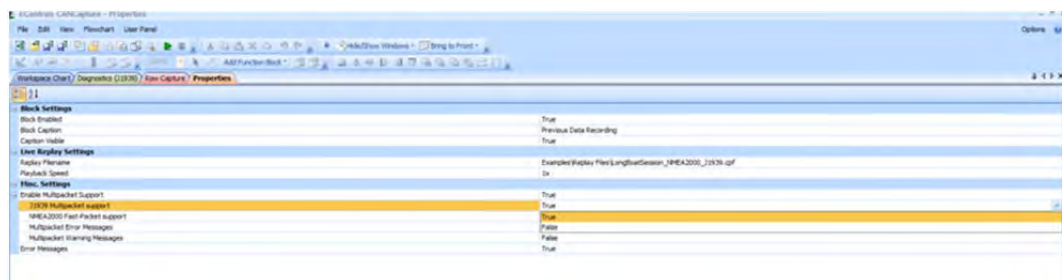 EControls CANCapture - Properties
File Edit View Flowchart User Panel Options
Hide/Show Windows Bring to Front
Add Function Block
Workspace Chart Diagnostics (J1939) Raw Capture Properties
Block Settings
Block Enabled True
Block Caption Previous Data Recording
Caption Visible True
Live Replay Settings
Replay Filename Examples\Replay Files\LongBoatSession_NMEA2000_J1939.cpf
Playback Speed 1x
Misc. Settings
Enable Multipacket Support True
J1939 Multipacket support True
NMEA2000 Fast-Packet support True
Multipacket Error Messages False
Multipacket Warning Messages False
Error Messages True